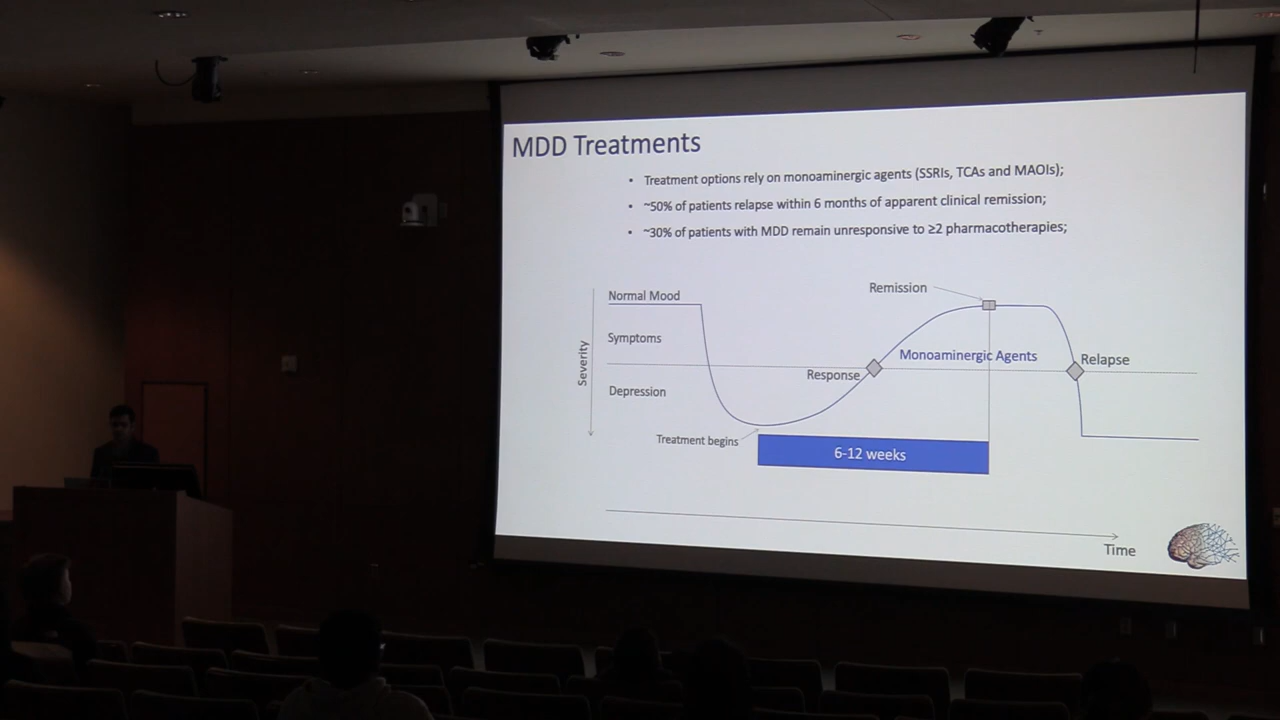 MDD Treatments
• Treatment options rely on monoaminergic agents (SSRIs, TCAs and MAOIs);
• ~50% of patients relapse within 6 months of apparent clinical remission;
• ~30% of patients with MDD remain unresponsive to ≥2 pharmacotherapies;
Remission
Normal Mood
Symptoms
Severity
Monoaminergic Agents
Relapse
Response
Depression
Treatment begins
6-12 weeks
Time